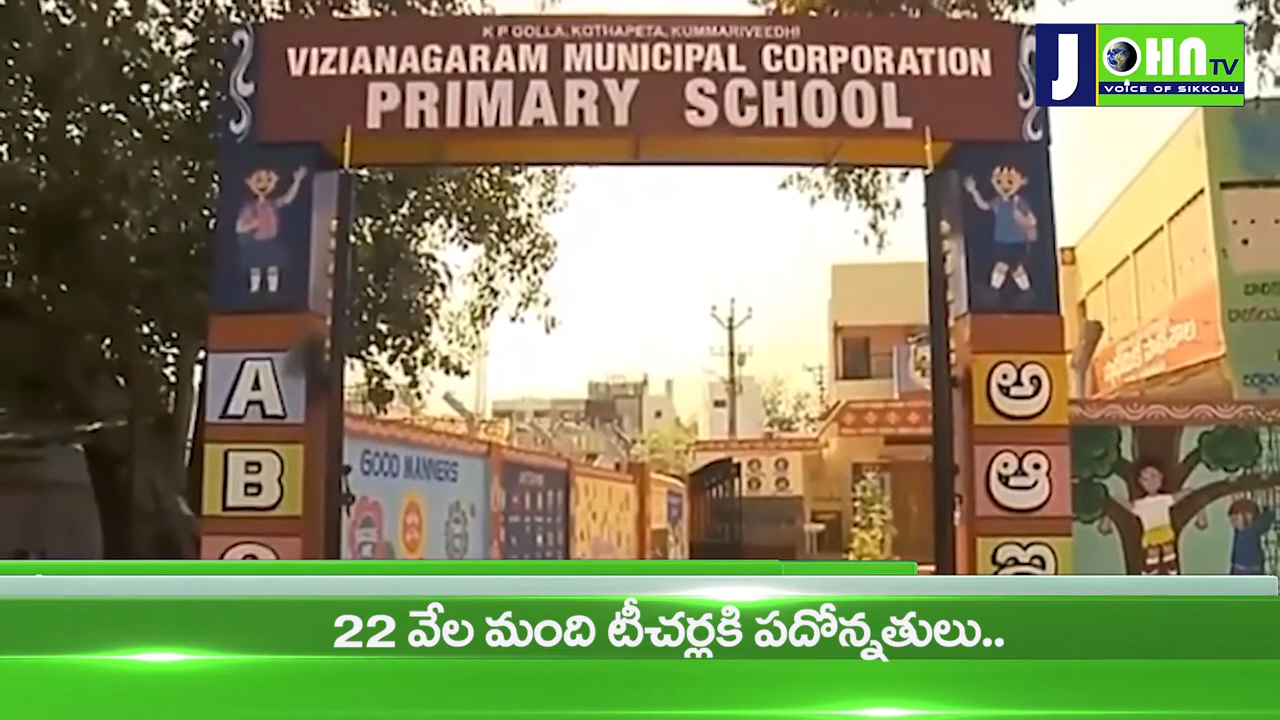 K P GOLLA, KOTHAPETA, KUMMARIVEEDHI
VIZIANAGARAM MUNICIPAL CORPORATION
PRIMARY SCHOOL
JOHN TV
VOICE OF SIKKOLU
A
అ
B
ఆ
GOOD MANNERS
22 వేల మంది టీచర్లకి పదోన్నతులు..